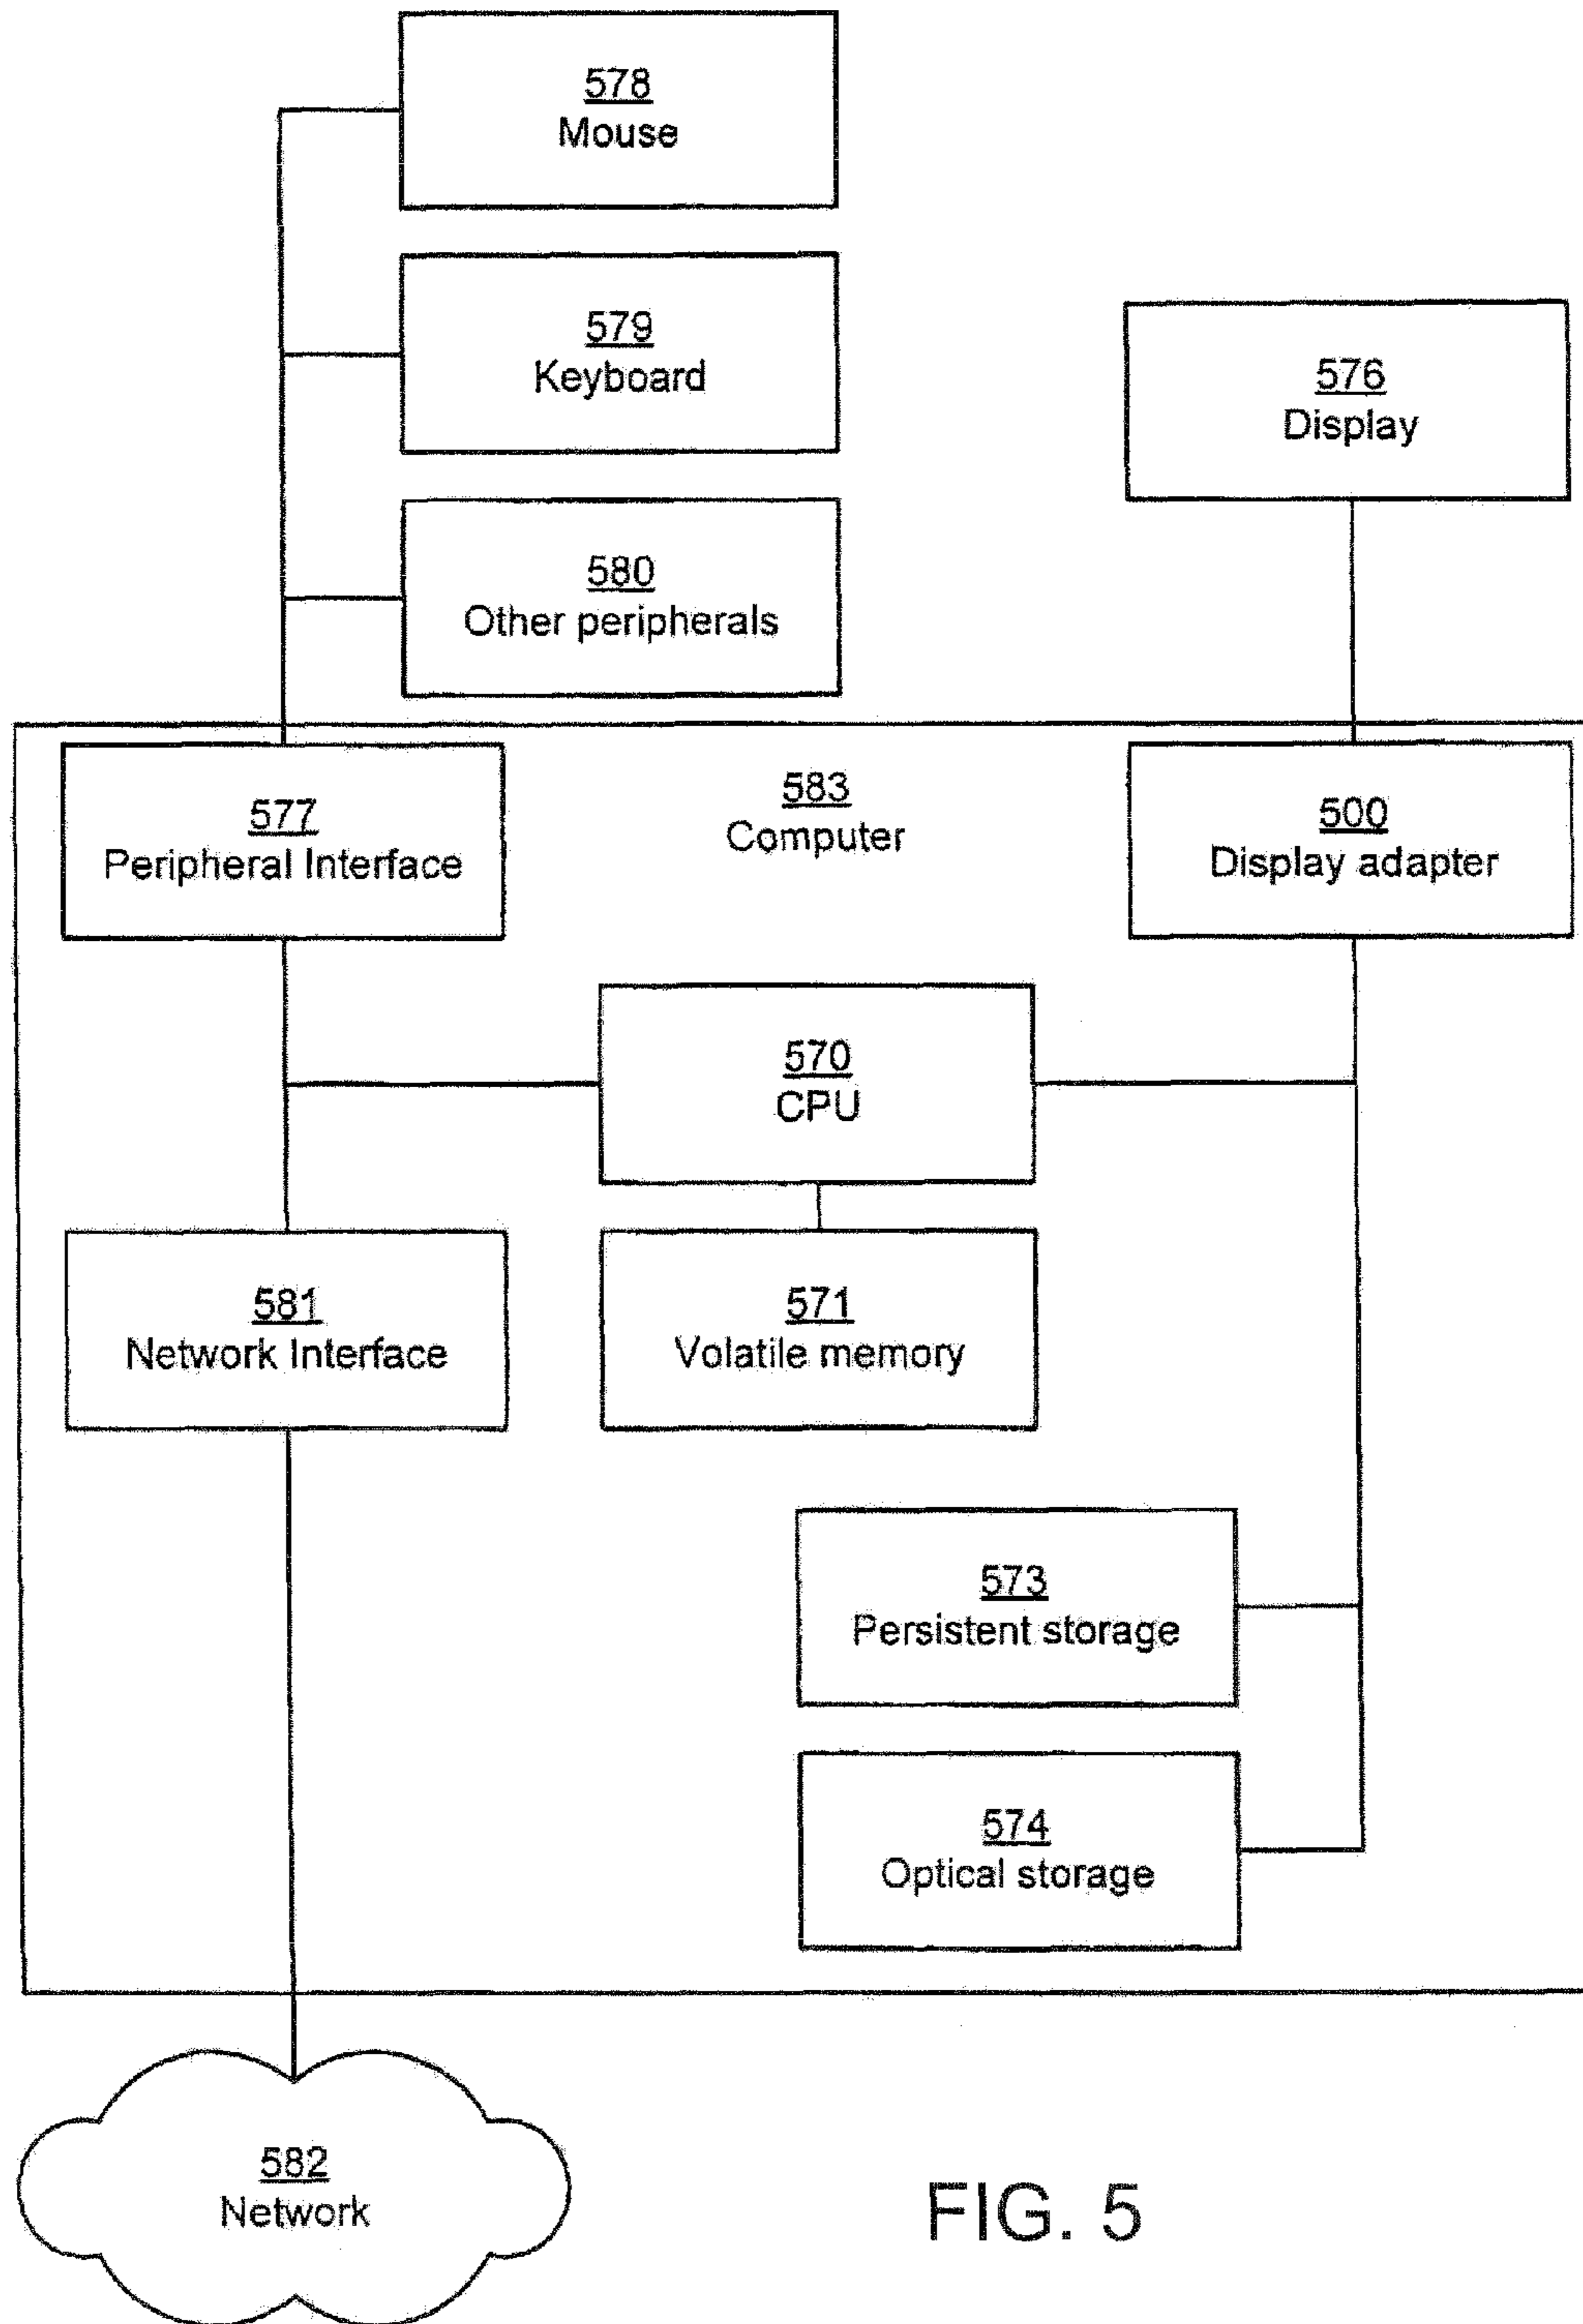 578
Mouse
579
Keyboard
576
Display
580
Other peripherals
577
Peripheral Interface
583
Computer
500
Display adapter
570
CPU
581
Network Interface
571
Volatile memory
573
Persistent storage
574
Optical storage
582
Network
FIG. 5